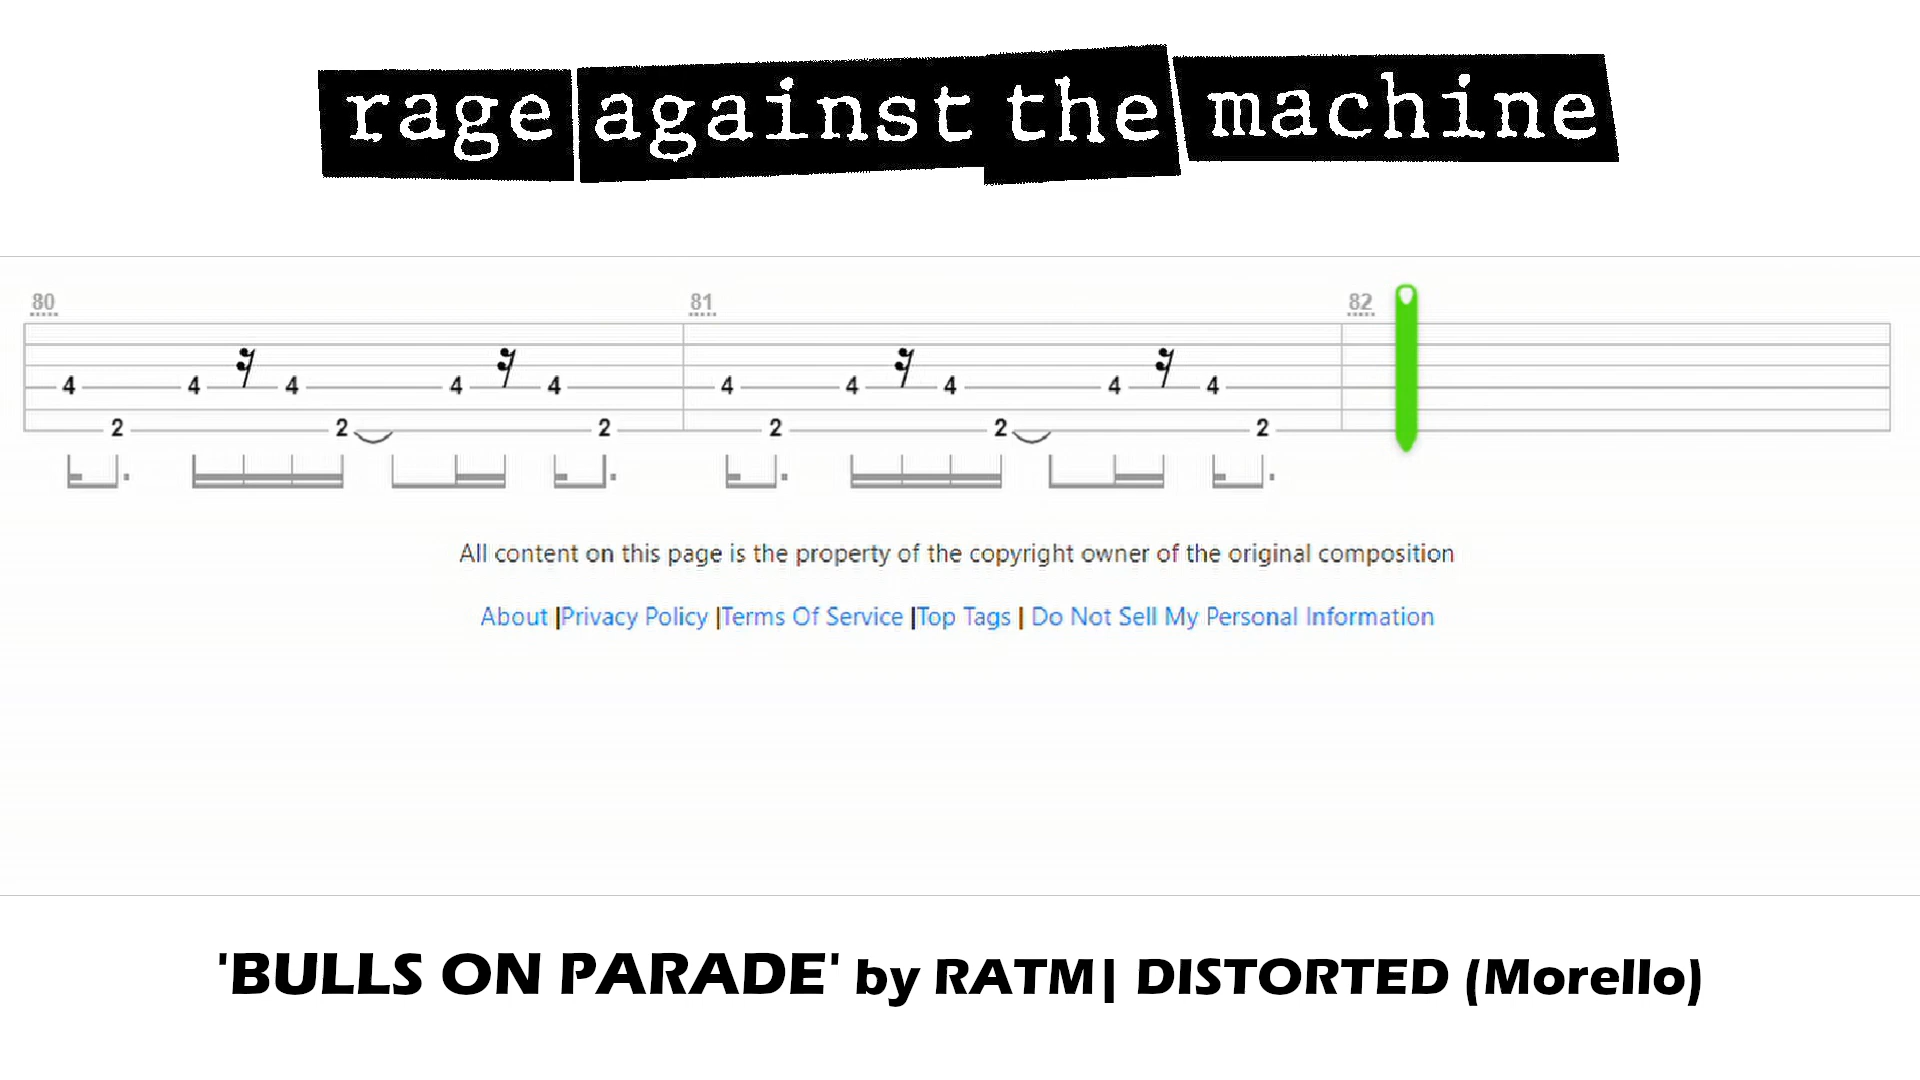 rage against the machine
80 81 82
4 4 4 4 4 4 4 4 4 4
2 2 2 2 2 2
All content on this page is the property of the copyright owner of the original composition
About |Privacy Policy |Terms Of Service |Top Tags | Do Not Sell My Personal Information
'BULLS ON PARADE' by RATM| DISTORTED (Morello)